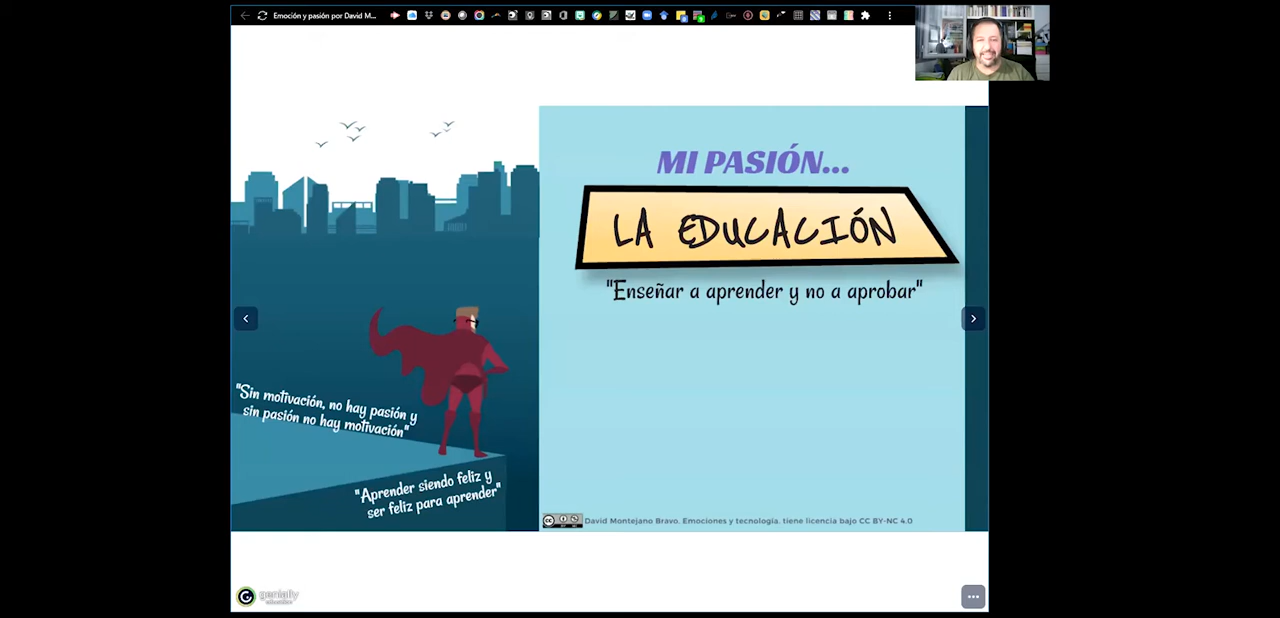 Emoción y pasión por David M...
MI PASIÓN...
LA EDUCACIÓN
"Enseñar a aprender y no a aprobar"
"Sin motivación, no hay pasión y
sin pasión no hay motivación"
"Aprender siendo feliz y
ser feliz para aprender"
David Montejano Bravo. Emociones y tecnología. tiene licencia bajo CC BY-NC 4.0
genially
education